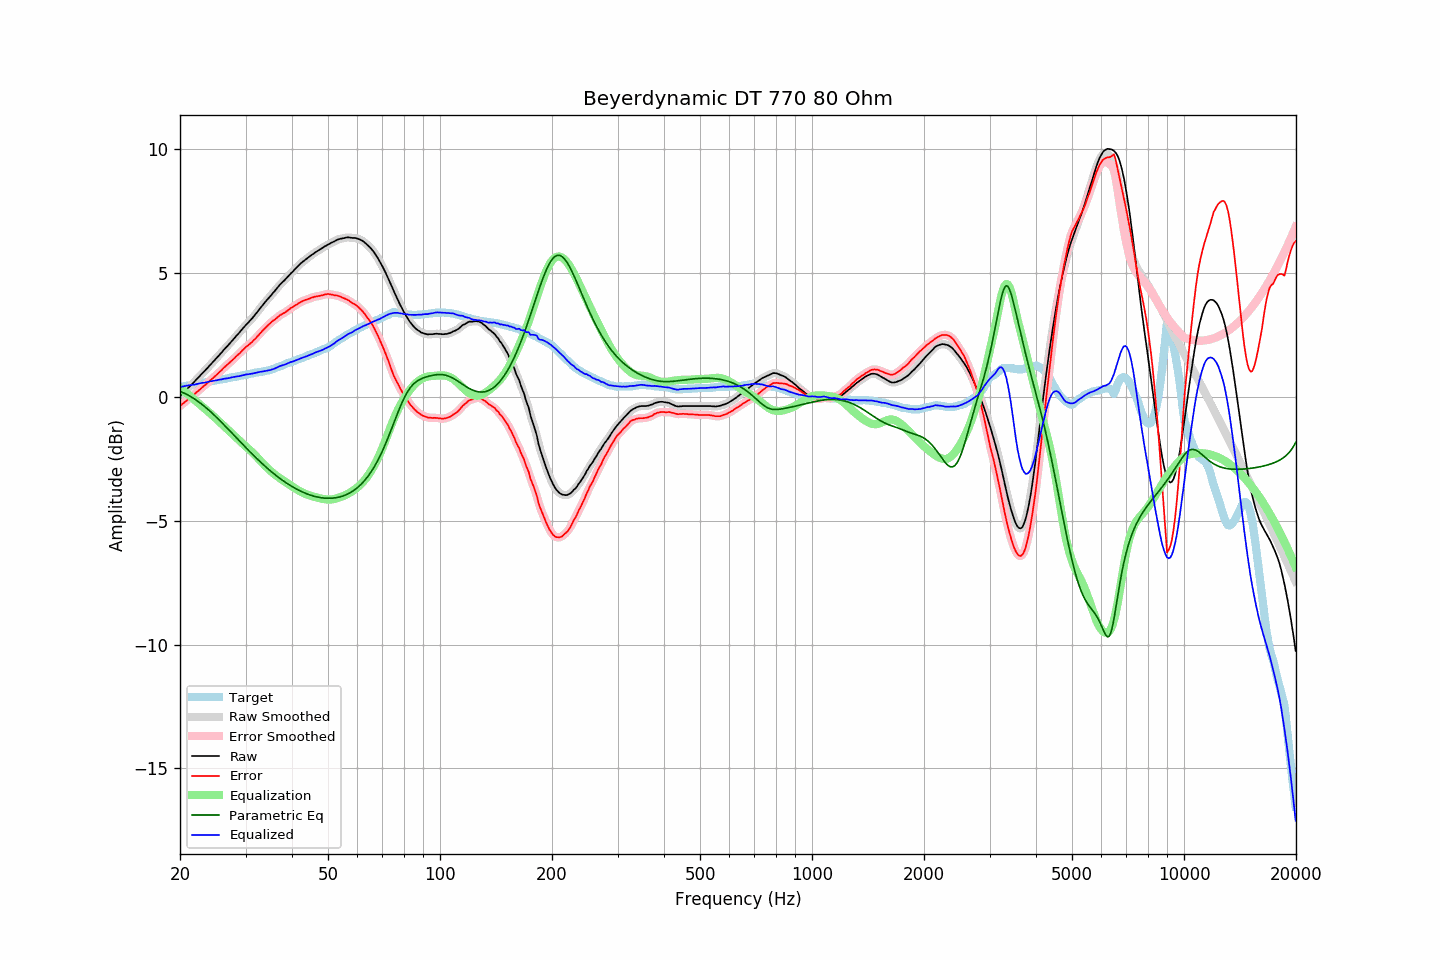 Beyerdynamic DT 770 80 Ohm
Amplitude (dBr)
10
5
0
−5
−10
−15
Target
Raw Smoothed
Error Smoothed
Raw
Error
Equalization
Parametric Eq
Equalized
20 50 100 200 500 1000 2000 5000 10000 20000
Frequency (Hz)